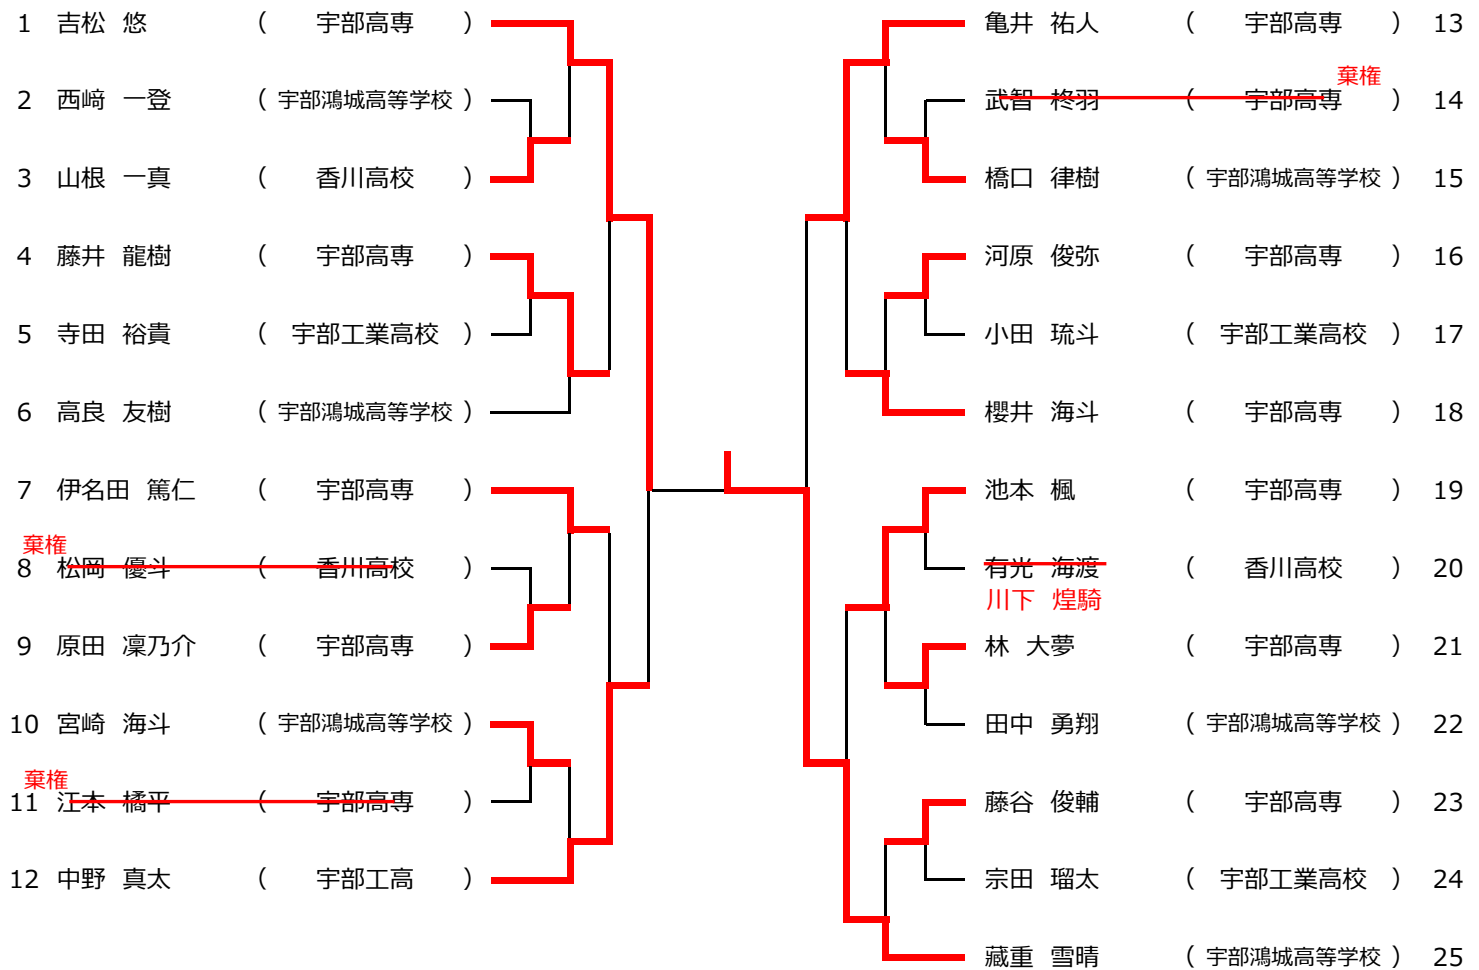 1 吉松 悠 ( 宇部高専 )
2 西﨑 一登 ( 宇部鴻城高等学校 )
3 山根 一真 ( 香川高校 )
4 藤井 龍樹 ( 宇部高専 )
5 寺田 裕貴 ( 宇部工業高校 )
6 高良 友樹 ( 宇部鴻城高等学校 )
7 伊名田 篤仁 ( 宇部高専 )
棄権
8 松岡 優斗 ( 香川高校 )
9 原田 凜乃介 ( 宇部高専 )
10 宮崎 海斗 ( 宇部鴻城高等学校 )
棄権
11 江本 橘平 ( 宇部高専 )
12 中野 真太 ( 宇部工高 )
亀井 祐人 ( 宇部高専 ) 13
棄権
武智 柊羽 ( 宇部高専 ) 14
橋口 律樹 ( 宇部鴻城高等学校 ) 15
河原 俊弥 ( 宇部高専 ) 16
小田 琉斗 ( 宇部工業高校 ) 17
櫻井 海斗 ( 宇部高専 ) 18
池本 楓 ( 宇部高専 ) 19
有光 海渡 ( 香川高校 ) 20
川下 煌騎
林 大夢 ( 宇部高専 ) 21
田中 勇翔 ( 宇部鴻城高等学校 ) 22
藤谷 俊輔 ( 宇部高専 ) 23
宗田 瑠太 ( 宇部工業高校 ) 24
藏重 雪晴 ( 宇部鴻城高等学校 ) 25